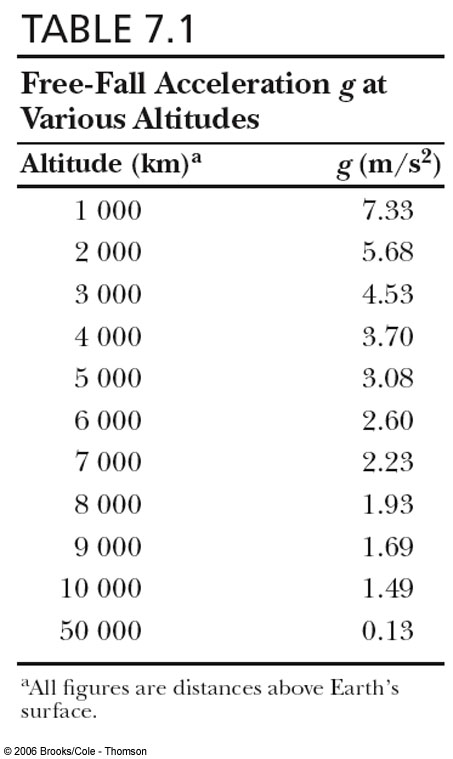 TABLE 7.1
Free-Fall Acceleration g at
Various Altitudes
Altitude (km)ᵃ g (m/s²)
1 000 7.33
2 000 5.68
3 000 4.53
4 000 3.70
5 000 3.08
6 000 2.60
7 000 2.23
8 000 1.93
9 000 1.69
10 000 1.49
50 000 0.13
ᵃAll figures are distances above Earth’s
surface.
© 2006 Brooks/Cole - Thomson